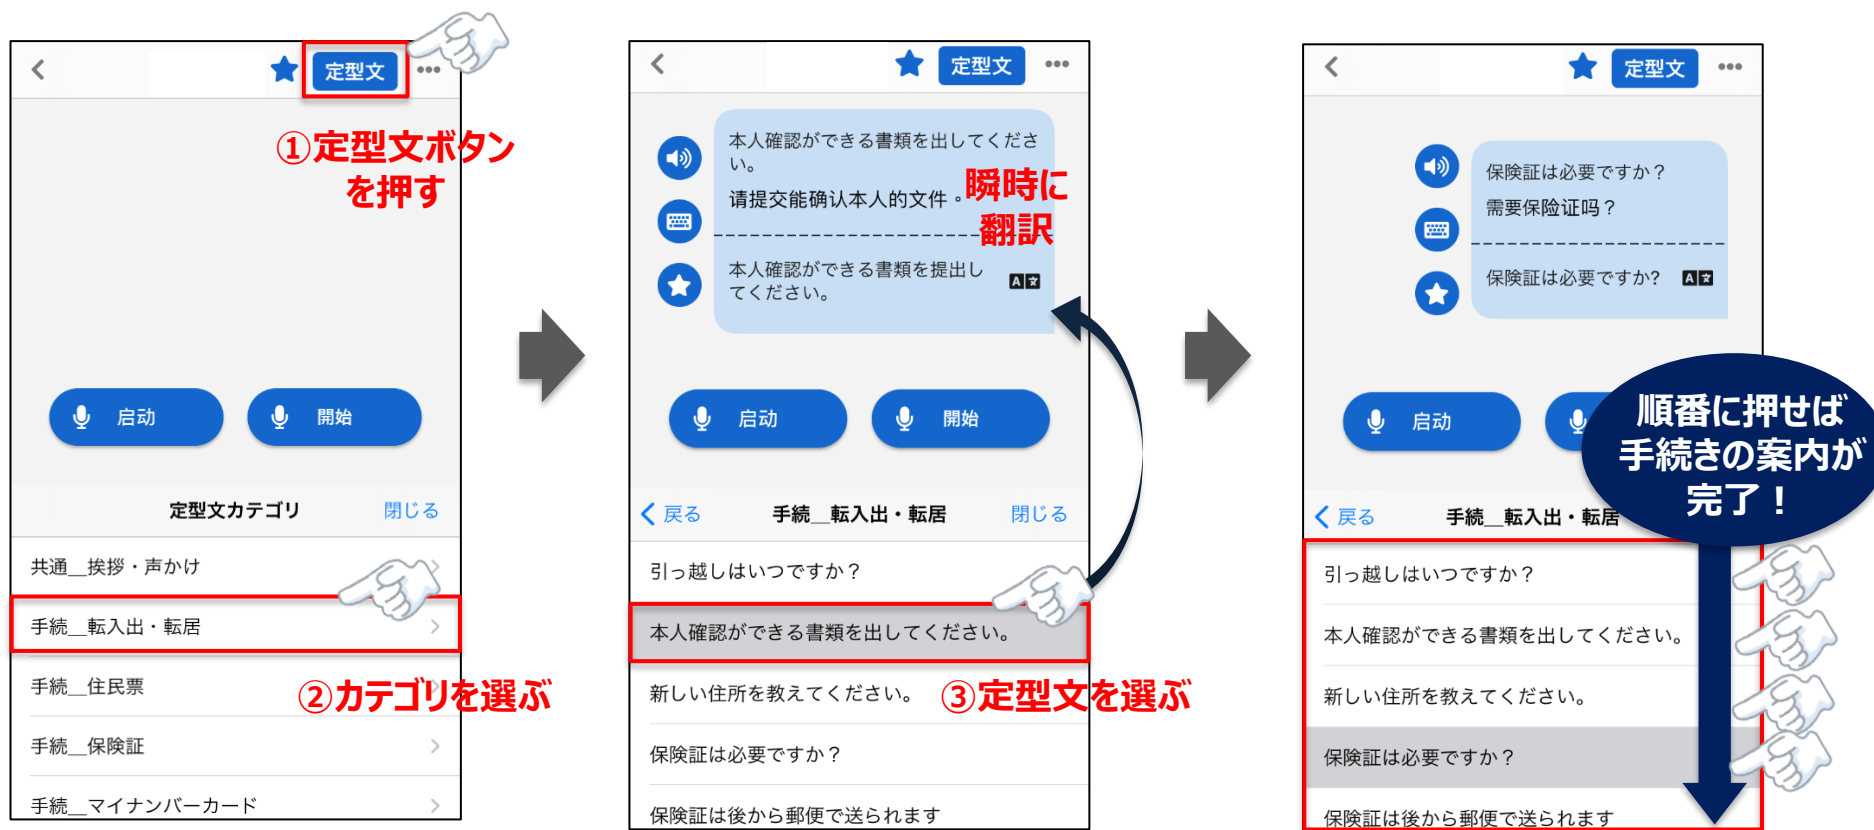 定型文
①定型文ボタン
を押す
启动
開始
定型文カテゴリ
閉じる
共通__挨拶・声かけ
手続__転入出・転居
手続__住民票
②カテゴリを選ぶ
手続__保険証
手続__マイナンバーカード
定型文
本人確認ができる書類を出してくださ
い。
请提交能确认本人的文件。
瞬時に
翻訳
本人確認ができる書類を提出し
てください。
A文
启动
開始
戻る
手続__転入出・転居
閉じる
引っ越しはいつですか？
本人確認ができる書類を出してください。
新しい住所を教えてください。
③定型文を選ぶ
保険証は必要ですか？
保険証は後から郵便で送られます
定型文
保険証は必要ですか？
需要保险证吗？
保険証は必要ですか?
A文
启动
順番に押せば
手続きの案内が
完了！
戻る
手続__転入出・転居
引っ越しはいつですか？
本人確認ができる書類を出してください。
新しい住所を教えてください。
保険証は必要ですか？
保険証は後から郵便で送られます